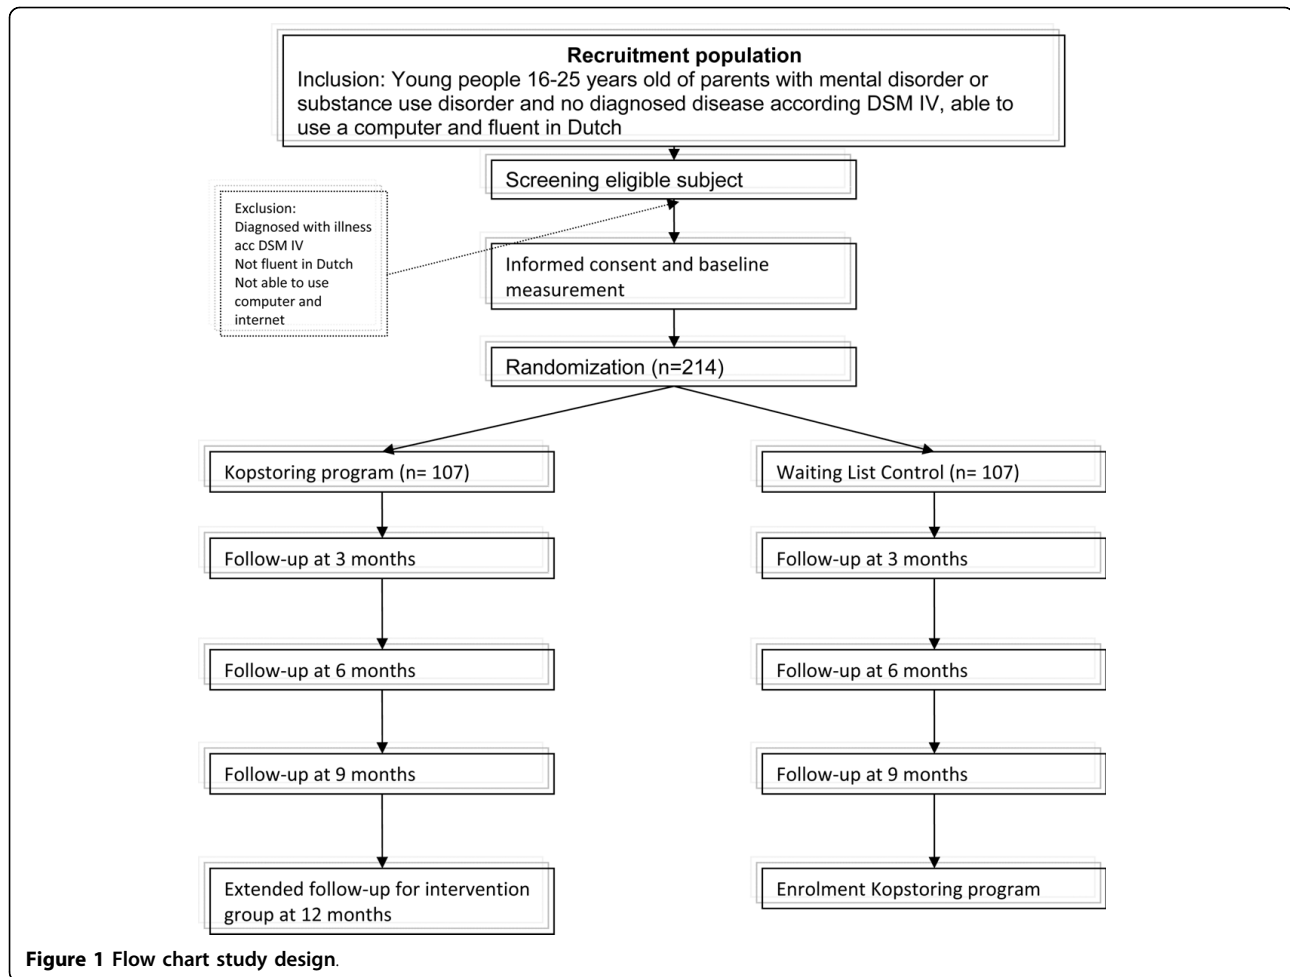 Recruitment population
Inclusion: Young people 16-25 years old of parents with mental disorder or
substance use disorder and no diagnosed disease according DSM IV, able to
use a computer and fluent in Dutch
Screening eligible subject
Exclusion:
Diagnosed with illness
acc DSM IV
Not fluent in Dutch
Not able to use
computer and
internet
Informed consent and baseline
measurement
Randomization (n=214)
Kopstoring program (n= 107)
Follow-up at 3 months
Follow-up at 6 months
Follow-up at 9 months
Extended follow-up for intervention
group at 12 months
Waiting List Control (n= 107)
Follow-up at 3 months
Follow-up at 6 months
Follow-up at 9 months
Enrolment Kopstoring program
Figure 1 Flow chart study design.